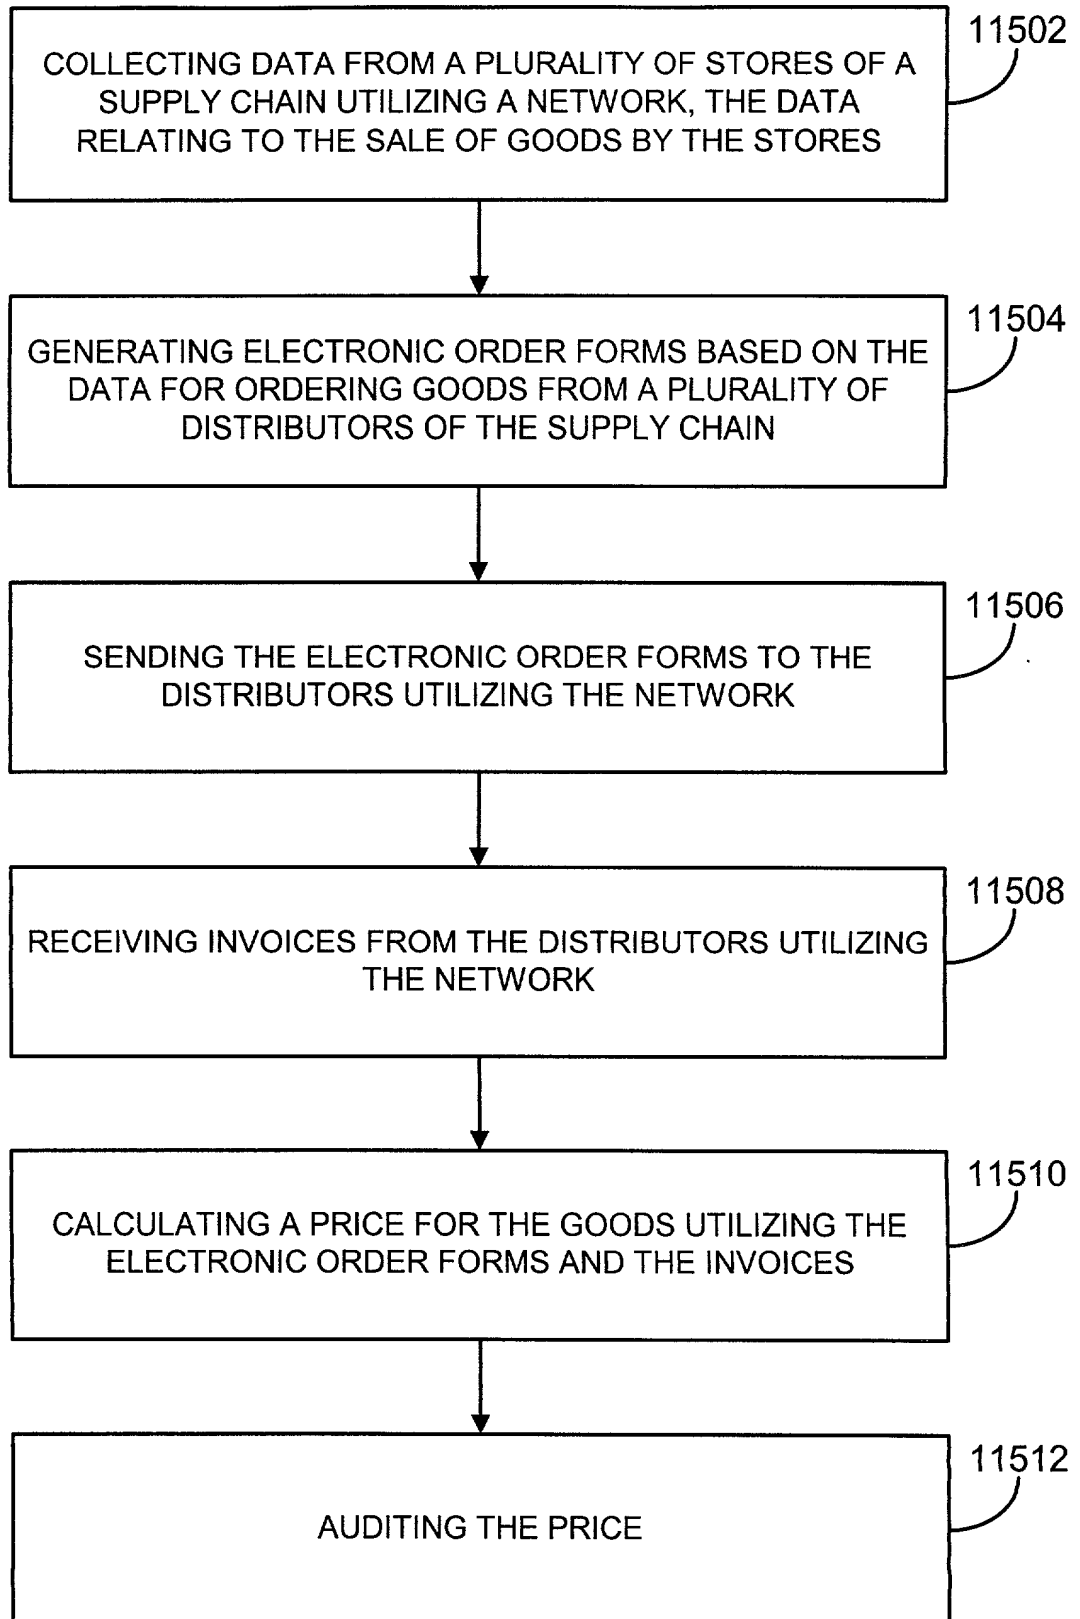 11502
COLLECTING DATA FROM A PLURALITY OF STORES OF A
SUPPLY CHAIN UTILIZING A NETWORK, THE DATA
RELATING TO THE SALE OF GOODS BY THE STORES
11504
GENERATING ELECTRONIC ORDER FORMS BASED ON THE
DATA FOR ORDERING GOODS FROM A PLURALITY OF
DISTRIBUTORS OF THE SUPPLY CHAIN
11506
SENDING THE ELECTRONIC ORDER FORMS TO THE
DISTRIBUTORS UTILIZING THE NETWORK
11508
RECEIVING INVOICES FROM THE DISTRIBUTORS UTILIZING
THE NETWORK
11510
CALCULATING A PRICE FOR THE GOODS UTILIZING THE
ELECTRONIC ORDER FORMS AND THE INVOICES
11512
AUDITING THE PRICE